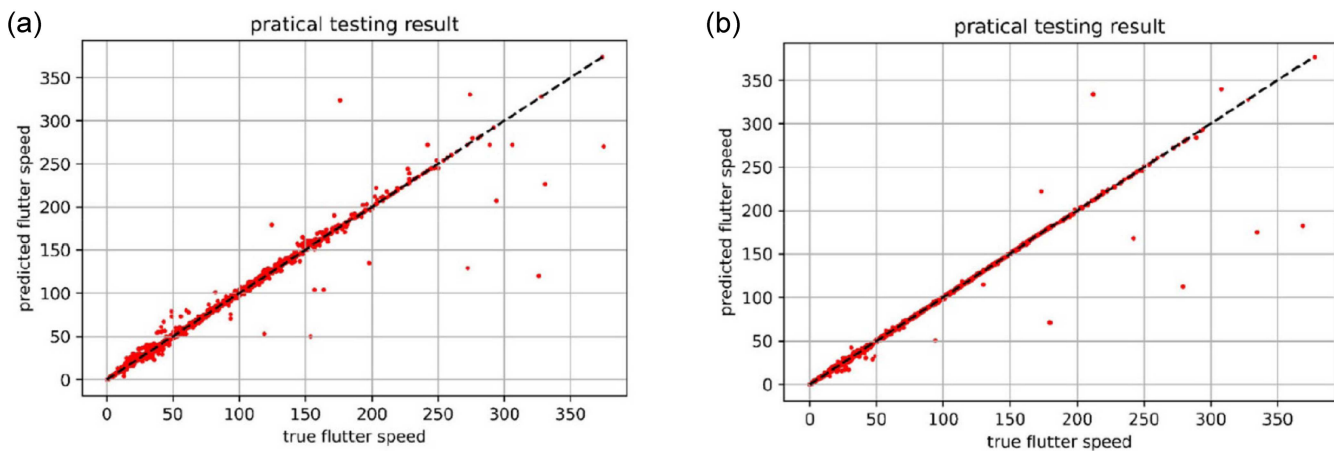 (a)
pratical testing result
predicted flutter speed
350
300
250
200
150
100
50
0
0 50 100 150 200 250 300 350
true flutter speed
(b)
pratical testing result
predicted flutter speed
350
300
250
200
150
100
50
0
0 50 100 150 200 250 300 350
true flutter speed